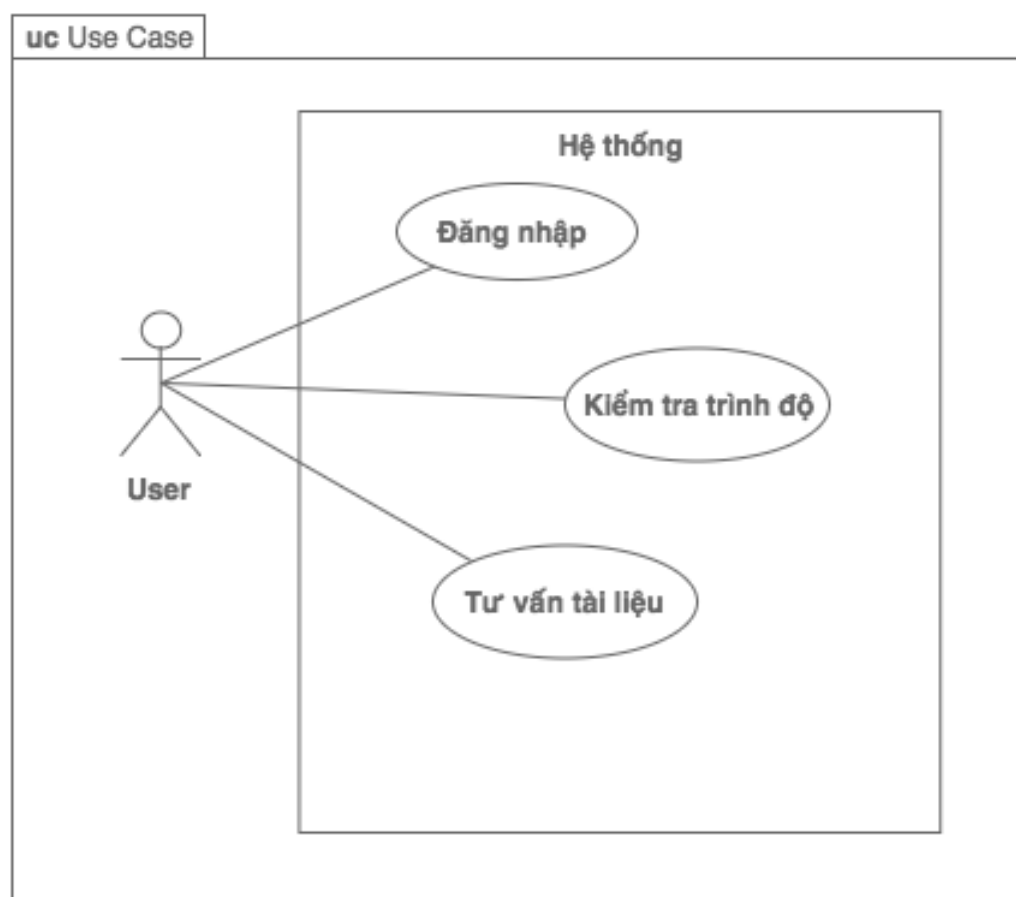 uc Use Case
Hệ thống
Đăng nhập
Kiểm tra trình độ
User
Tư vấn tài liệu